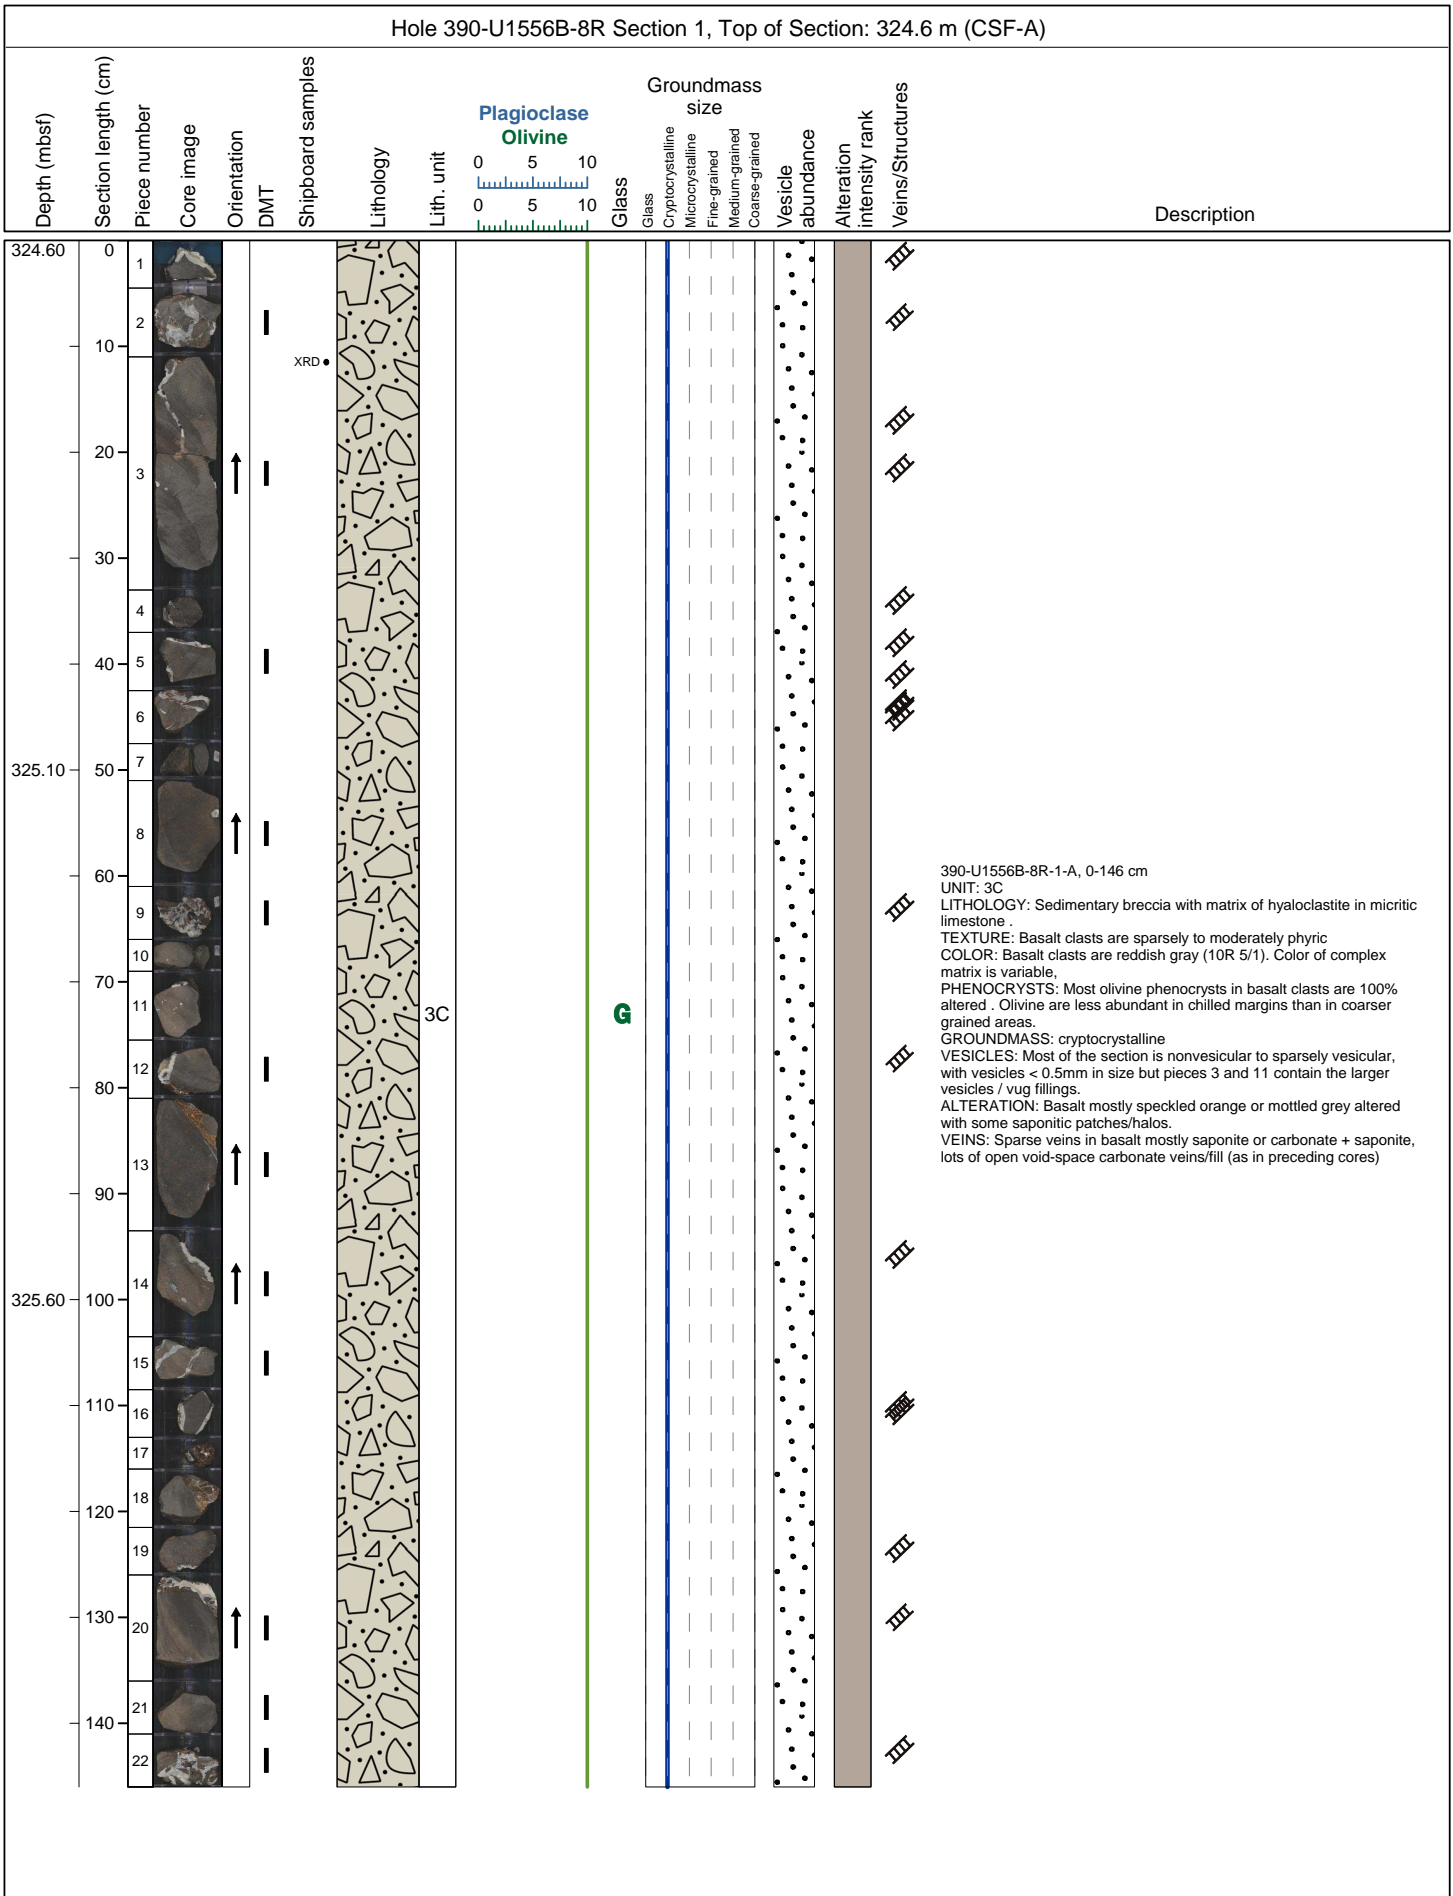 Hole 390-U1556B-8R Section 1, Top of Section: 324.6 m (CSF-A)
Depth (mbsf)
Section length (cm)
Piece number
Core image
Orientation
DMT
Shipboard samples
Lithology
Lith. unit
Plagioclase
Olivine
0 5 10
0 5 10
Glass
Groundmass
size
Glass
Cryptocrystalline
Microcrystalline
Fine-grained
Medium-grained
Coarse-grained
Vesicle
abundance
Alteration
intensity rank
Veins/Structures
Description
324.60
325.10
325.60
0
10
20
30
40
50
60
70
80
90
100
110
120
130
140
1
2
3
4
5
6
7
8
9
10
11
12
13
14
15
16
17
18
19
20
21
22
XRD
3C
G
390-U1556B-8R-1-A, 0-146 cm
UNIT: 3C
LITHOLOGY: Sedimentary breccia with matrix of hyaloclastite in micritic
limestone .
TEXTURE: Basalt clasts are sparsely to moderately phyric
COLOR: Basalt clasts are reddish gray (10R 5/1). Color of complex
matrix is variable,
PHENOCRYSTS: Most olivine phenocrysts in basalt clasts are 100%
altered . Olivine are less abundant in chilled margins than in coarser
grained areas.
GROUNDMASS: cryptocrystalline
VESICLES: Most of the section is nonvesicular to sparsely vesicular,
with vesicles < 0.5mm in size but pieces 3 and 11 contain the larger
vesicles / vug fillings.
ALTERATION: Basalt mostly speckled orange or mottled grey altered
with some saponitic patches/halos.
VEINS: Sparse veins in basalt mostly saponite or carbonate + saponite,
lots of open void-space carbonate veins/fill (as in preceding cores)